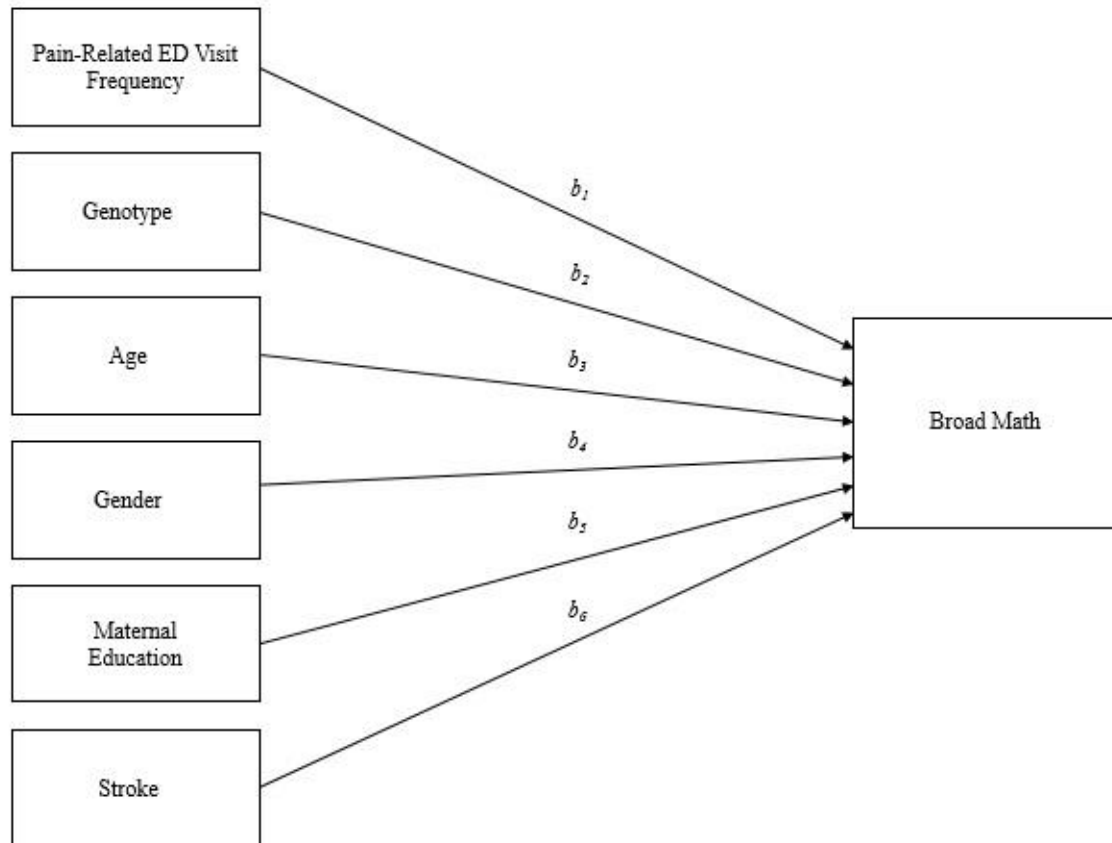 Pain-Related ED Visit
Frequency
b1
Genotype
b2
Age
b3
Broad Math
Gender
b4
b5
Maternal
Education
b6
Stroke